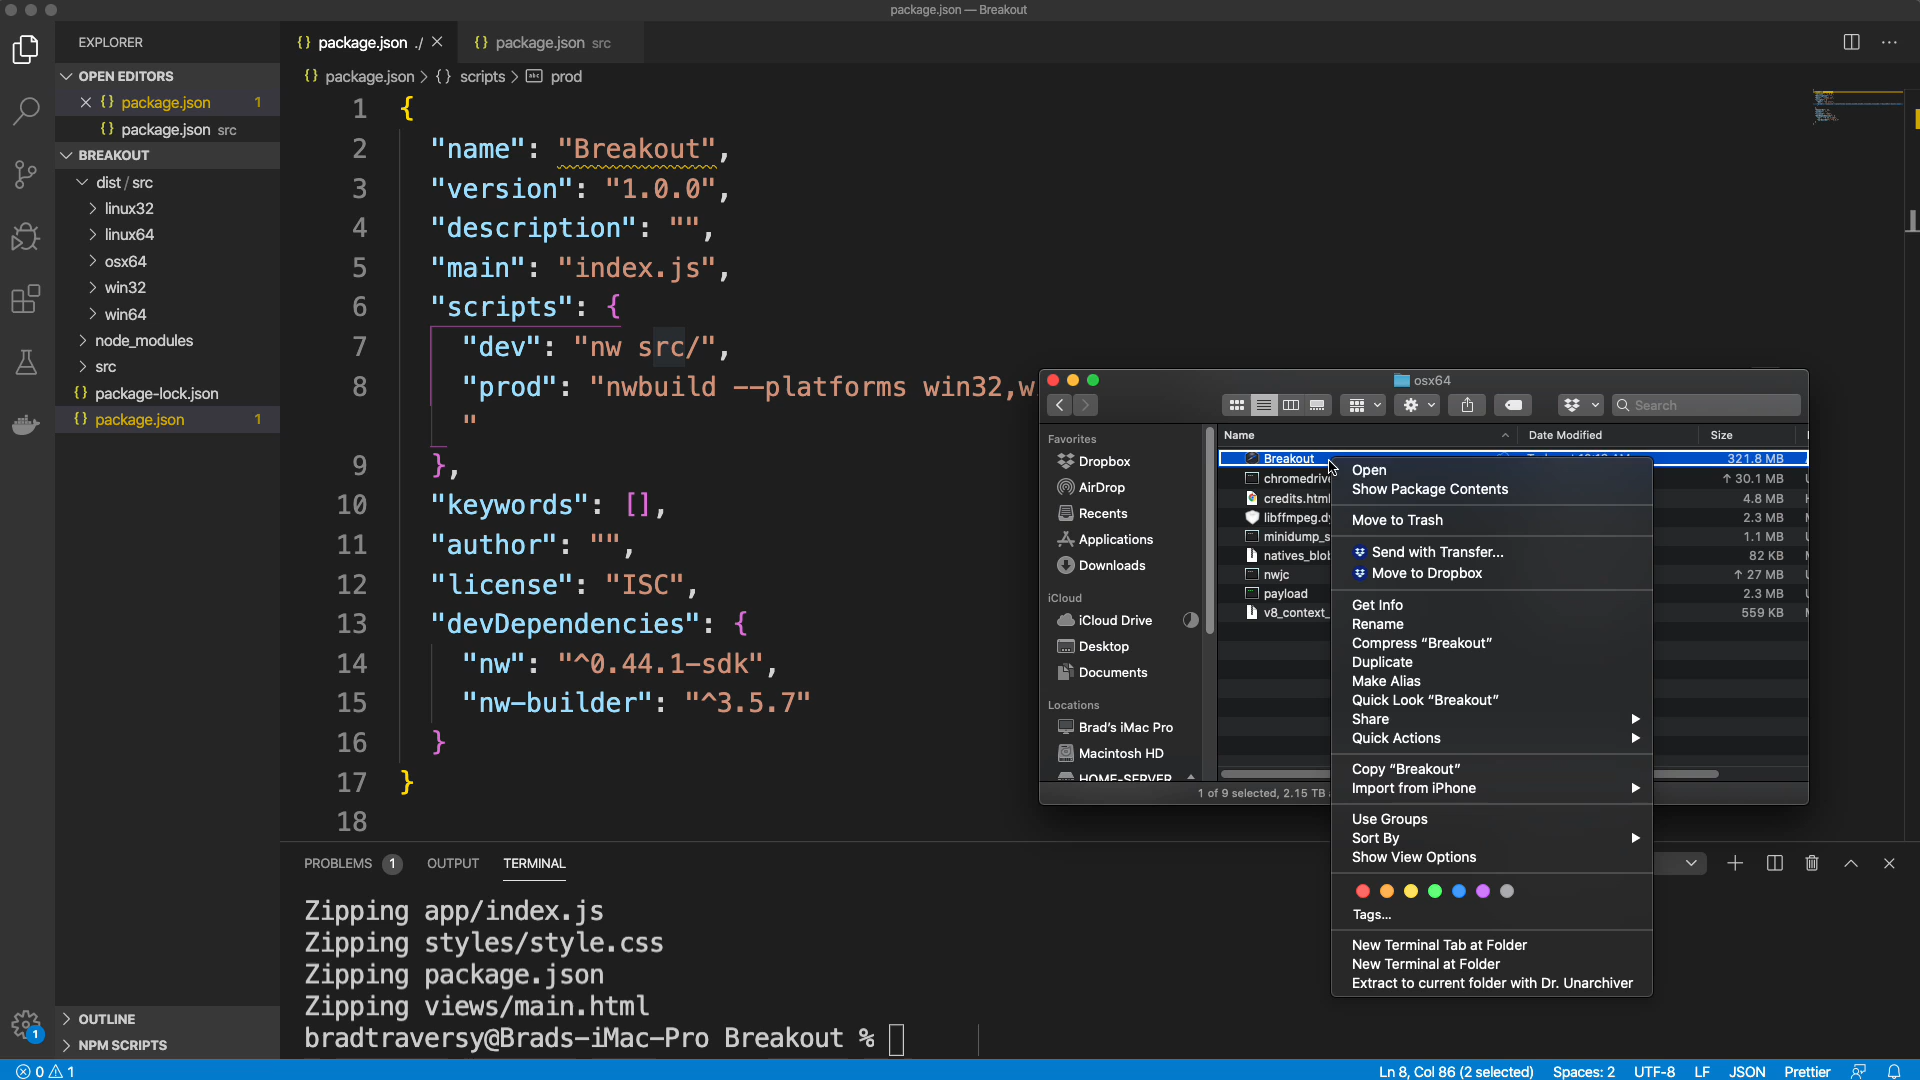 package.json — Breakout
EXPLORER
OPEN EDITORS
package.json 1
package.json src
BREAKOUT
dist / src
linux32
linux64
osx64
win32
win64
node_modules
src
package-lock.json
package.json 1
OUTLINE
NPM SCRIPTS
package.json ./
package.json src
package.json > {} scripts > prod
1 {
2 "name": "Breakout",
3 "version": "1.0.0",
4 "description": "",
5 "main": "index.js",
6 "scripts": {
7 "dev": "nw src/",
8 "prod": "nwbuild --platforms win32,w
"
9 },
10 "keywords": [],
11 "author": "",
12 "license": "ISC",
13 "devDependencies": {
14 "nw": "^0.44.1-sdk",
15 "nw-builder": "^3.5.7"
16 }
17 }
18
PROBLEMS 1 OUTPUT TERMINAL
Zipping app/index.js
Zipping styles/style.css
Zipping package.json
Zipping views/main.html
bradtraversy@Brads-iMac-Pro Breakout %
osx64
Search
Favorites
Dropbox
AirDrop
Recents
Applications
Downloads
iCloud
iCloud Drive
Desktop
Documents
Locations
Brad's iMac Pro
Macintosh HD
HOME-SERVER
Name Date Modified Size
Breakout 321.8 MB
chromedrive 30.1 MB
credits.html 4.8 MB
libffmpeg.dy 2.3 MB
minidump_s 1.1 MB
natives_blob 82 KB
nwjc 27 MB
payload 2.3 MB
v8_context_ 559 KB
1 of 9 selected, 2.15 TB
Open
Show Package Contents
Move to Trash
Send with Transfer...
Move to Dropbox
Get Info
Rename
Compress “Breakout”
Duplicate
Make Alias
Quick Look “Breakout”
Share
Quick Actions
Copy “Breakout”
Import from iPhone
Use Groups
Sort By
Show View Options
Tags...
New Terminal Tab at Folder
New Terminal at Folder
Extract to current folder with Dr. Unarchiver
1
0 1
Ln 8, Col 86 (2 selected) Spaces: 2 UTF-8 LF JSON Prettier